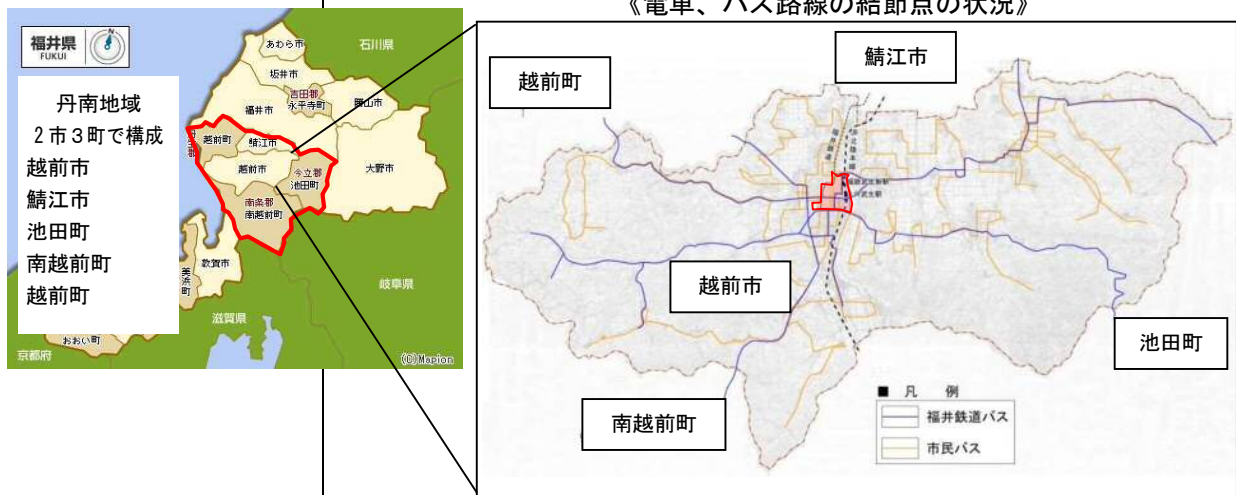 《電車、バス路線の結節点の状況》
福井県
FUKUI
N
丹南地域
2市3町で構成
越前市
鯖江市
池田町
南越前町
越前町
あわら市
石川県
坂井市
吉田郡
永平寺町
勝山市
福井市
越前町
鯖江市
越前市
今立郡
池田町
大野市
南条郡
南越前町
敦賀市
美浜町
岐阜県
滋賀県
おおい町
京都府
(C)Mapion
越前町
鯖江市
越前市
池田町
南越前町
■ 凡 例
福井鉄道バス
市民バス